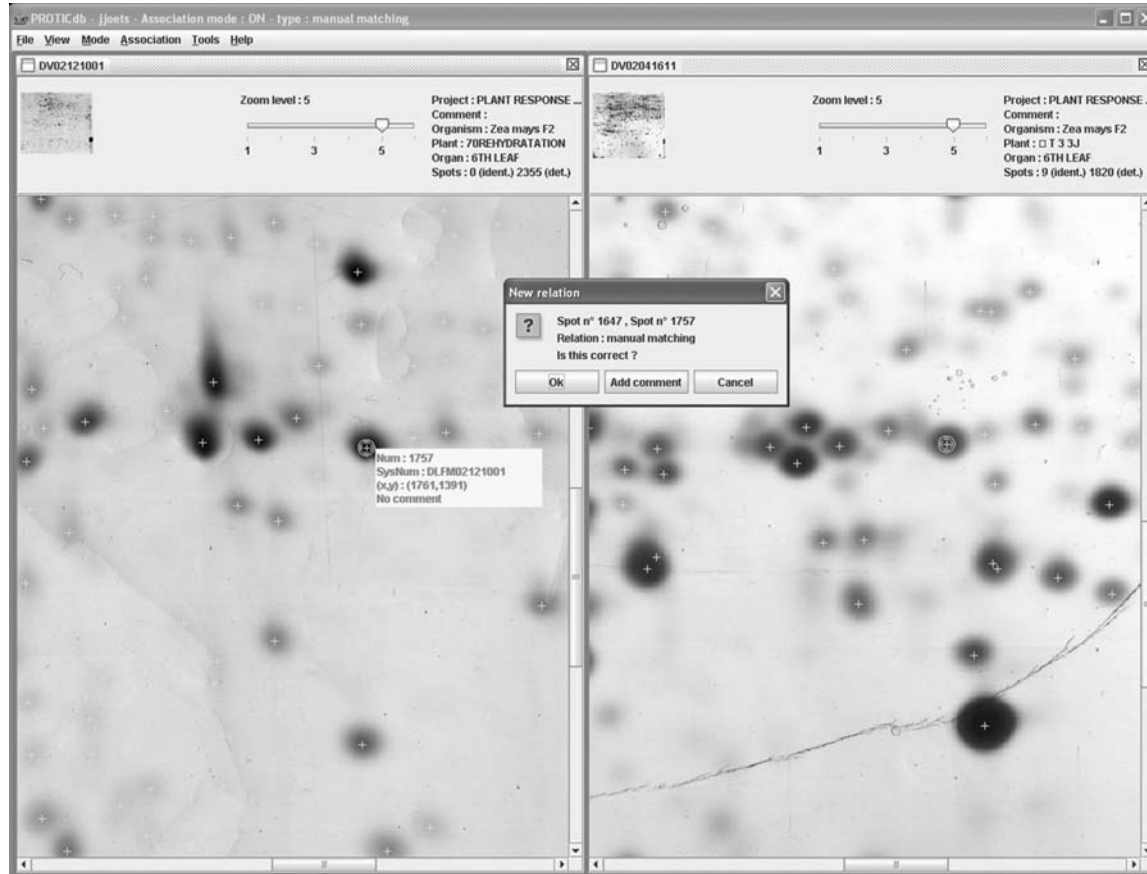 PROTICdb - jjoets - Association mode : ON - type : manual matching
File View Mode Association Tools Help
DV02121001
Zoom level : 5
1 3 5
Project : PLANT RESPONSE ...
Comment :
Organism : Zea mays F2
Plant : 70REHYDRATATION
Organ : 6TH LEAF
Spots : 0 (ident.) 2355 (det.)
Num : 1757
SysNum : DLFM02121001
(x,y) : (1761,1391)
No comment
DV02041611
Zoom level : 5
1 3 5
Project : PLANT RESPONSE ...
Comment :
Organism : Zea mays F2
Plant : □ T 3 3J
Organ : 6TH LEAF
Spots : 9 (ident.) 1820 (det.)
New relation
Spot n° 1647 , Spot n° 1757
Relation : manual matching
Is this correct ?
Ok Add comment Cancel